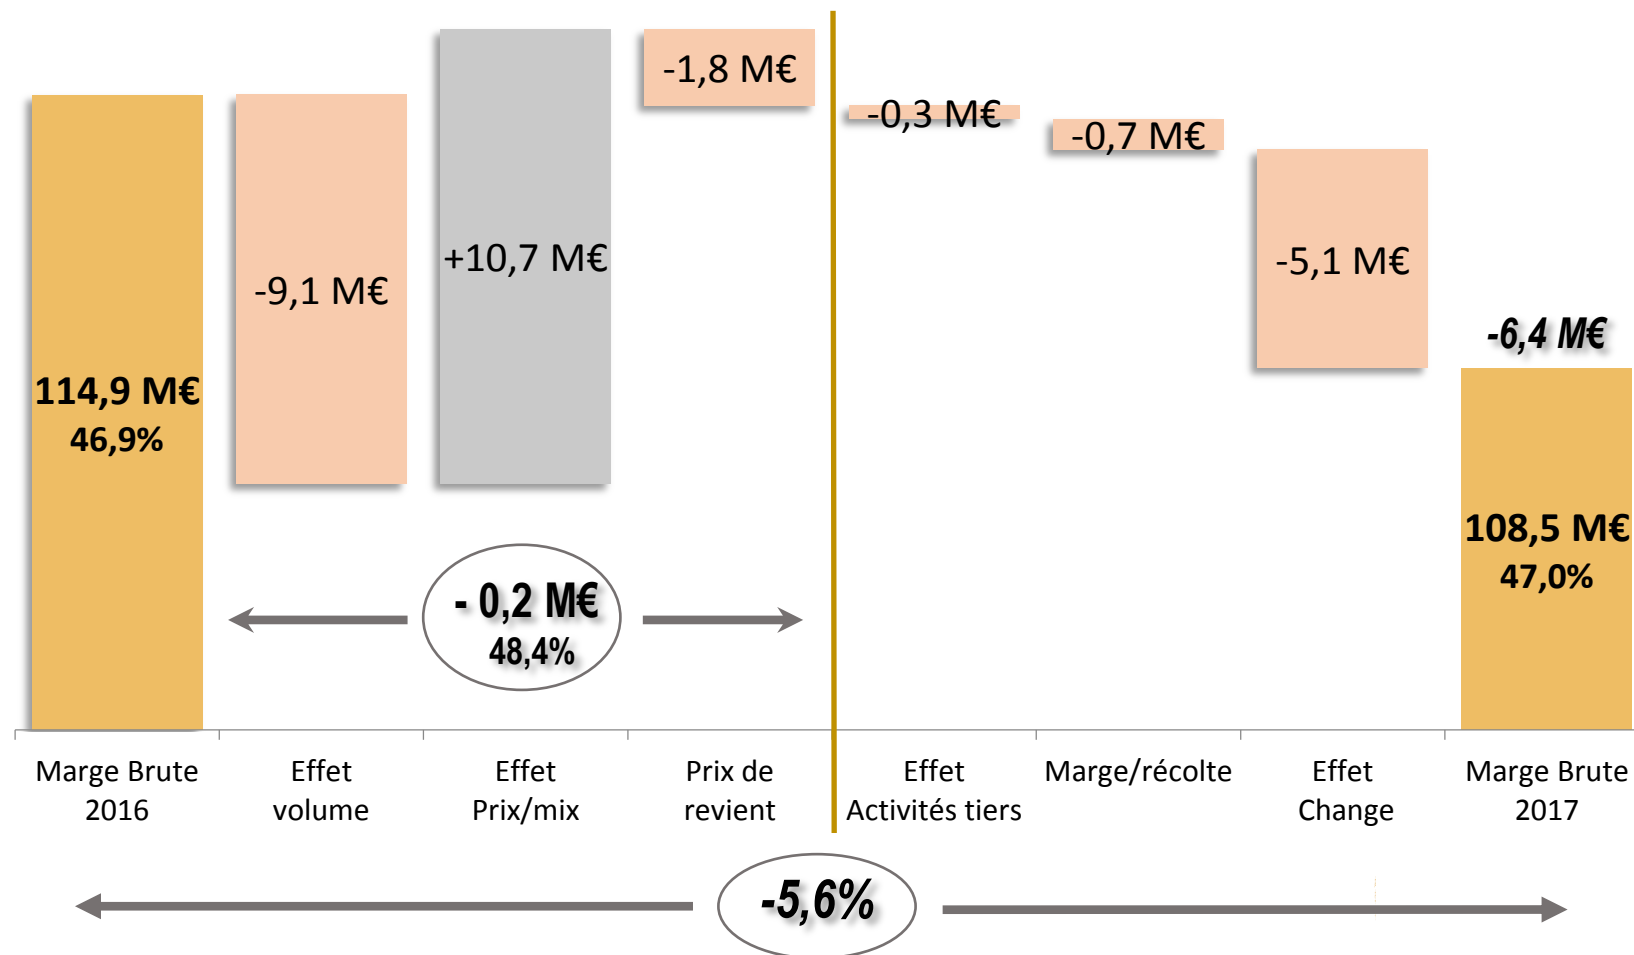 -1,8 M€
-0,3 M€
-0,7 M€
+10,7 M€
-9,1 M€
-5,1 M€
-6,4 M€
114,9 M€
46,9%
108,5 M€
47,0%
- 0,2 M€
48,4%
Marge Brute
2016
Effet
volume
Effet
Prix/mix
Prix de
revient
Effet
Activités tiers
Marge/récolte
Effet
Change
Marge Brute
2017
-5,6%